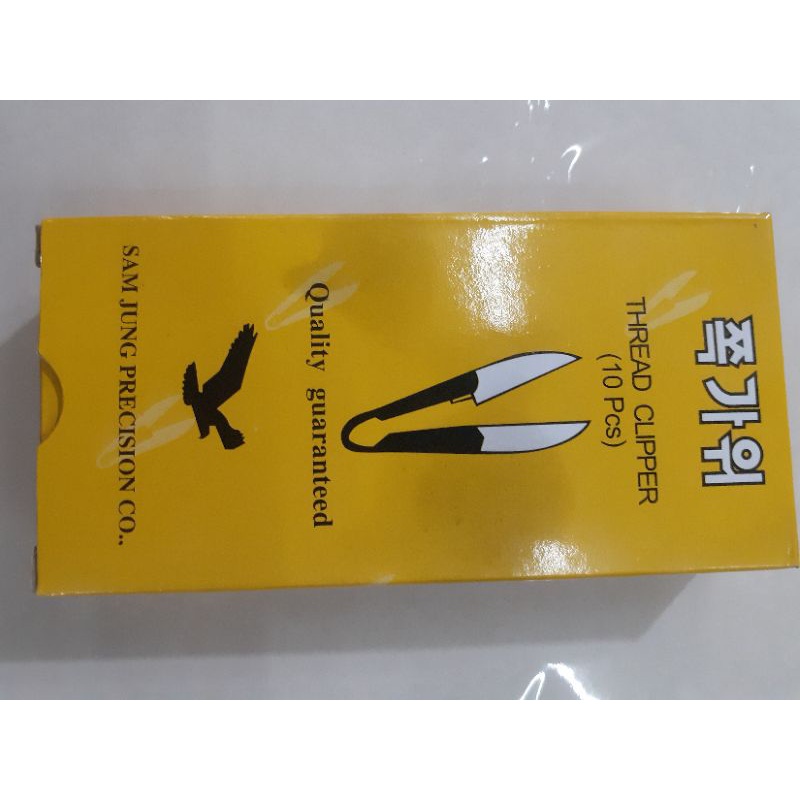 쪽가위
THREAD CLIPPER
(10 Pcs)
Quality guaranteed
SAM JUNG PRECISION CO.,